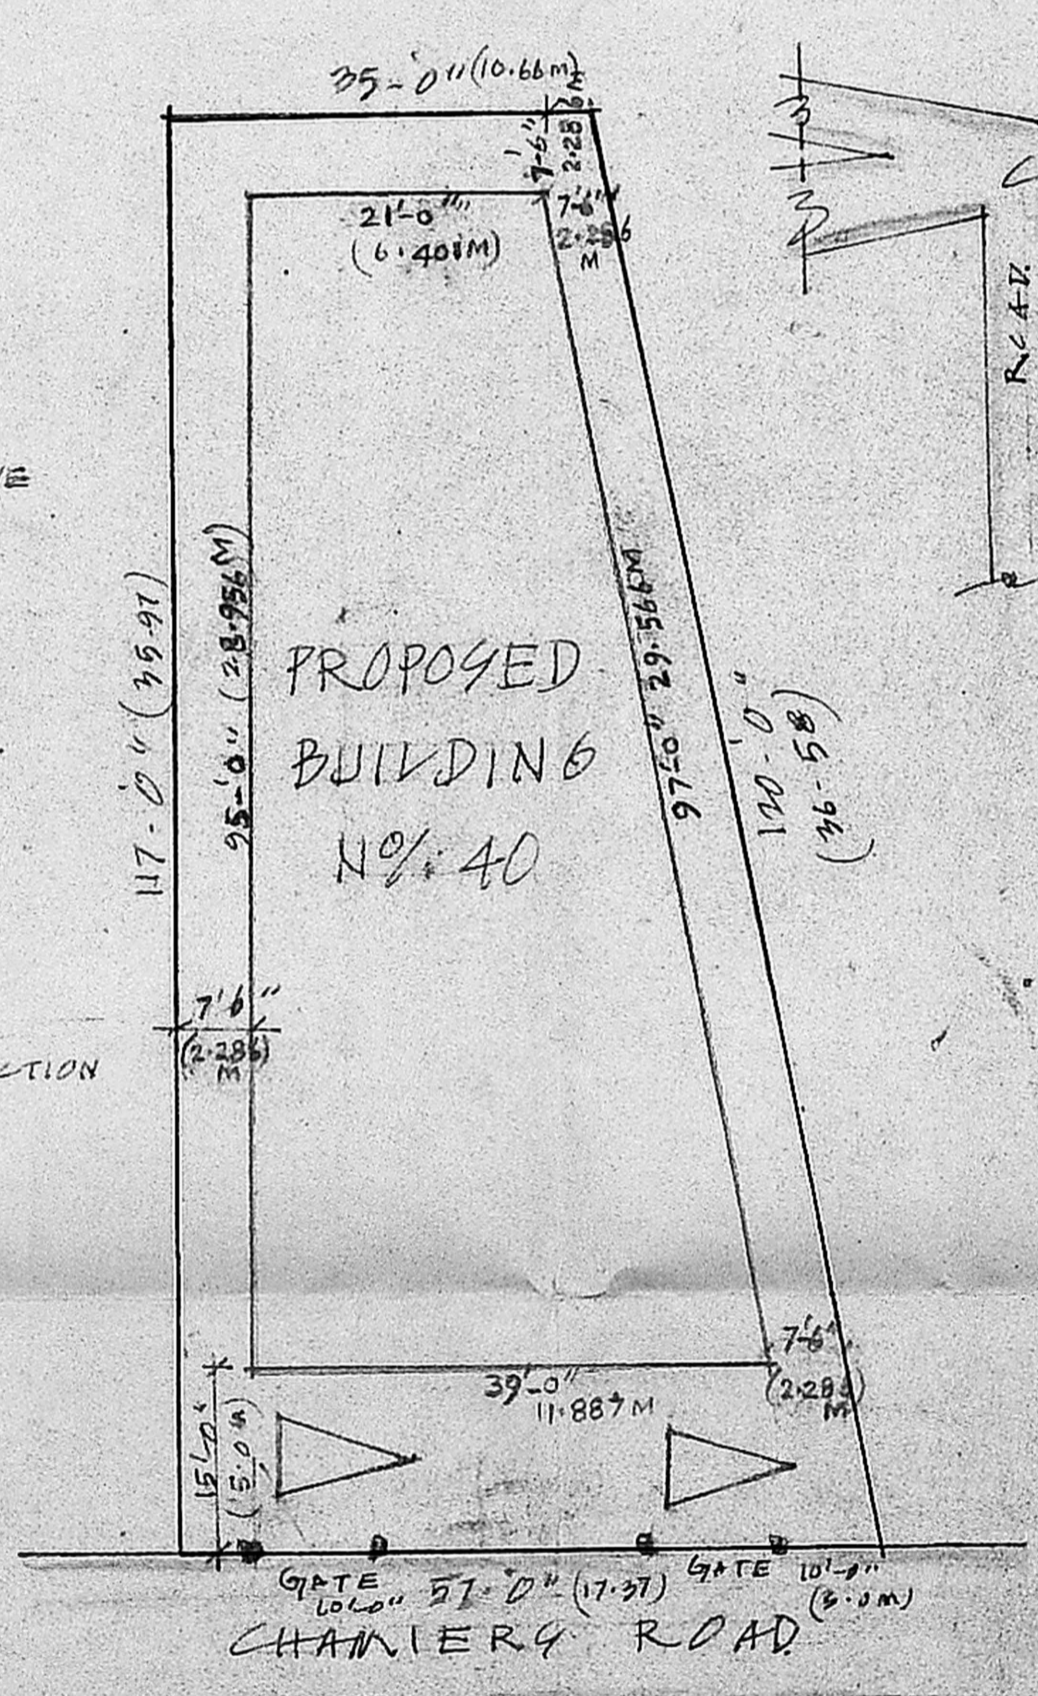 35-'0" (10.66M)
7'-6"
2.286M
21'-0"
(6.401M)
7'-6"
2.286
M
R.C A-D.
E
117-'0" (35-97)
95-'0" (28.956M)
97'-0" 29.566M
120-'0"
(36-58)
PROPOSED
BUILDING
Nº/. 40
7'6"
(2.286)
M
CTION
7'-6"
(2.286)
M
39'-0"
11.887M
15'-0"
GATE
10'-0"
57-'0" (17.37)
GATE
10'-0"
(3.0M)
CHAMIERS ROAD